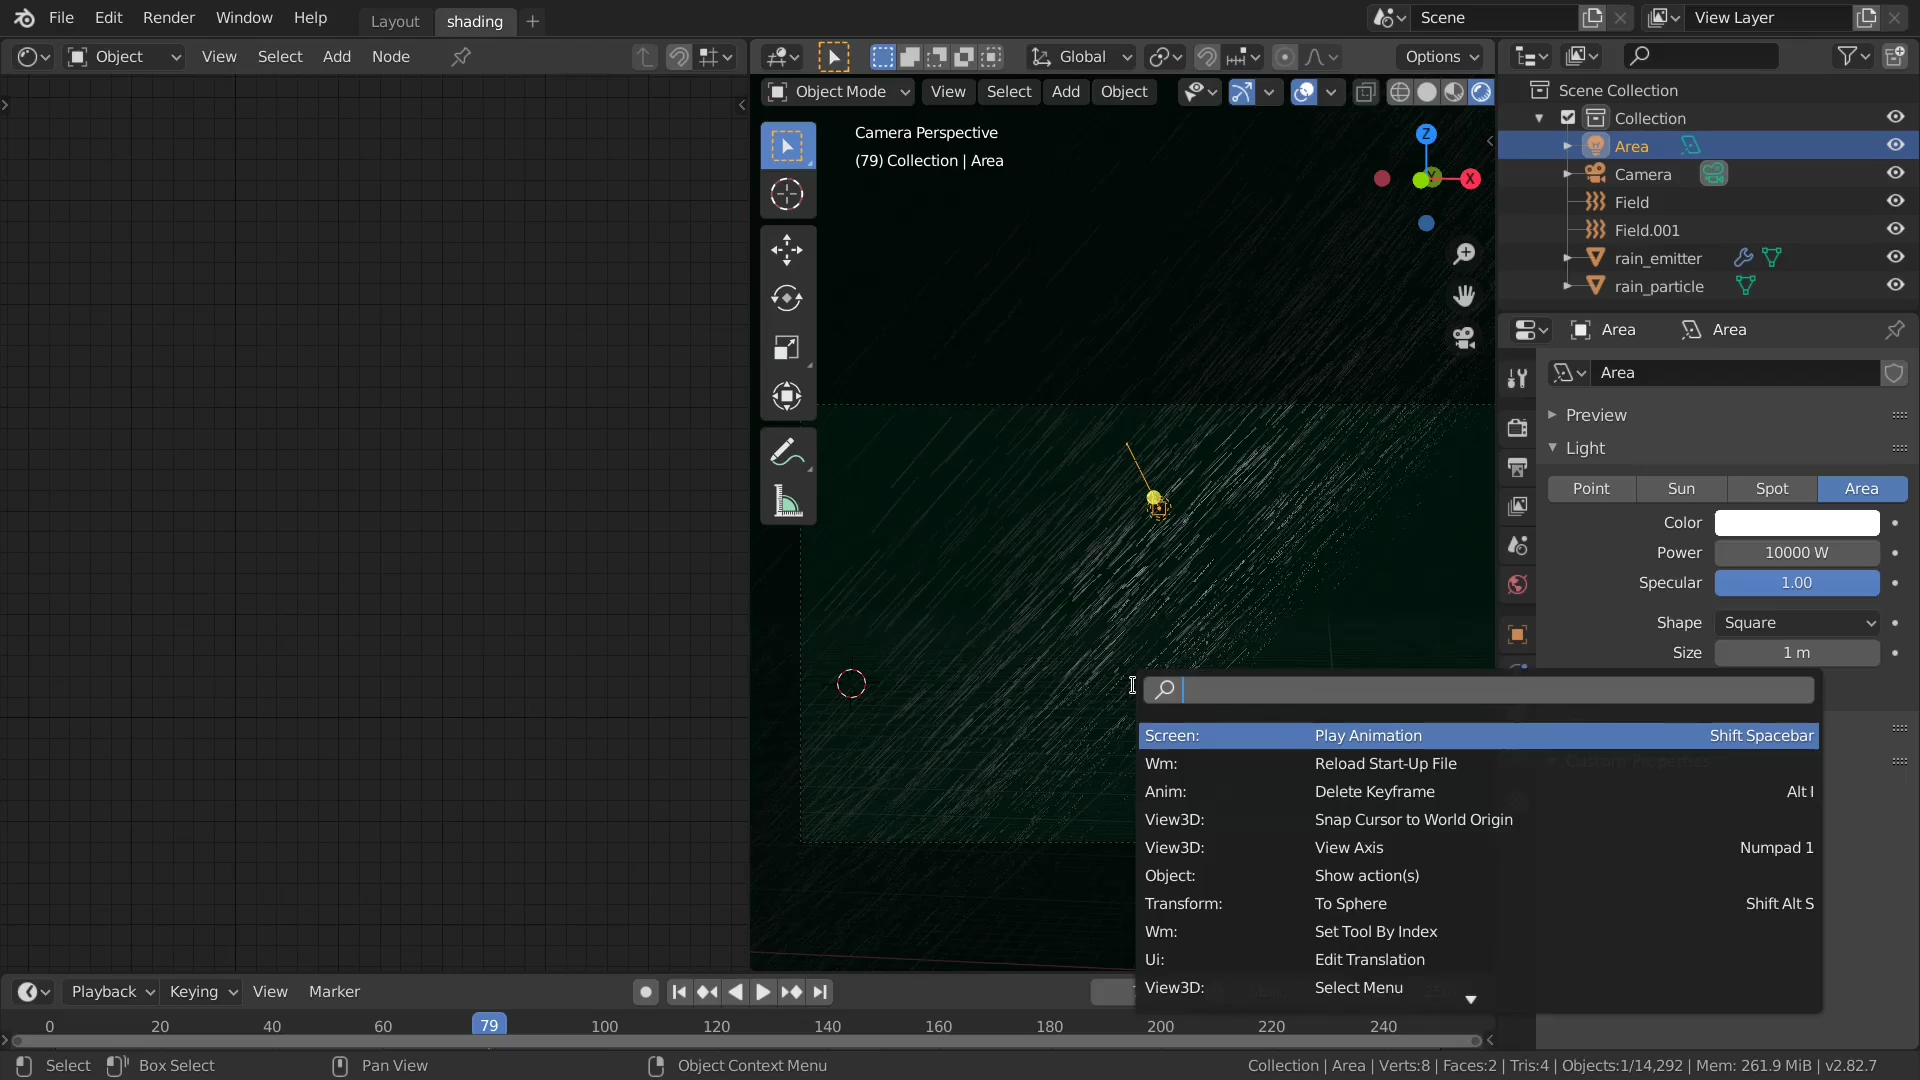 File Edit Render Window Help Layout shading Scene View Layer
Object View Select Add Node Global Options
Object Mode View Select Add Object
Camera Perspective
(79) Collection | Area
Z
Y
X
Scene Collection
Collection
Area
Camera
Field
Field.001
rain_emitter
rain_particle
Area Area
Area
Preview
Light
Point Sun Spot Area
Color
Power 10000 W
Specular 1.00
Shape Square
Size 1 m
Custom Properties
Screen: Play Animation Shift Spacebar
Wm: Reload Start-Up File
Anim: Delete Keyframe Alt I
View3D: Snap Cursor to World Origin
View3D: View Axis Numpad 1
Object: Show action(s)
Transform: To Sphere Shift Alt S
Wm: Set Tool By Index
Ui: Edit Translation
View3D: Select Menu
Playback Keying View Marker
0 20 40 60 79 100 120 140 160 180 200 220 240
Select Box Select Pan View Object Context Menu Collection | Area | Verts:8 | Faces:2 | Tris:4 | Objects:1/14,292 | Mem: 261.9 MiB | v2.82.7